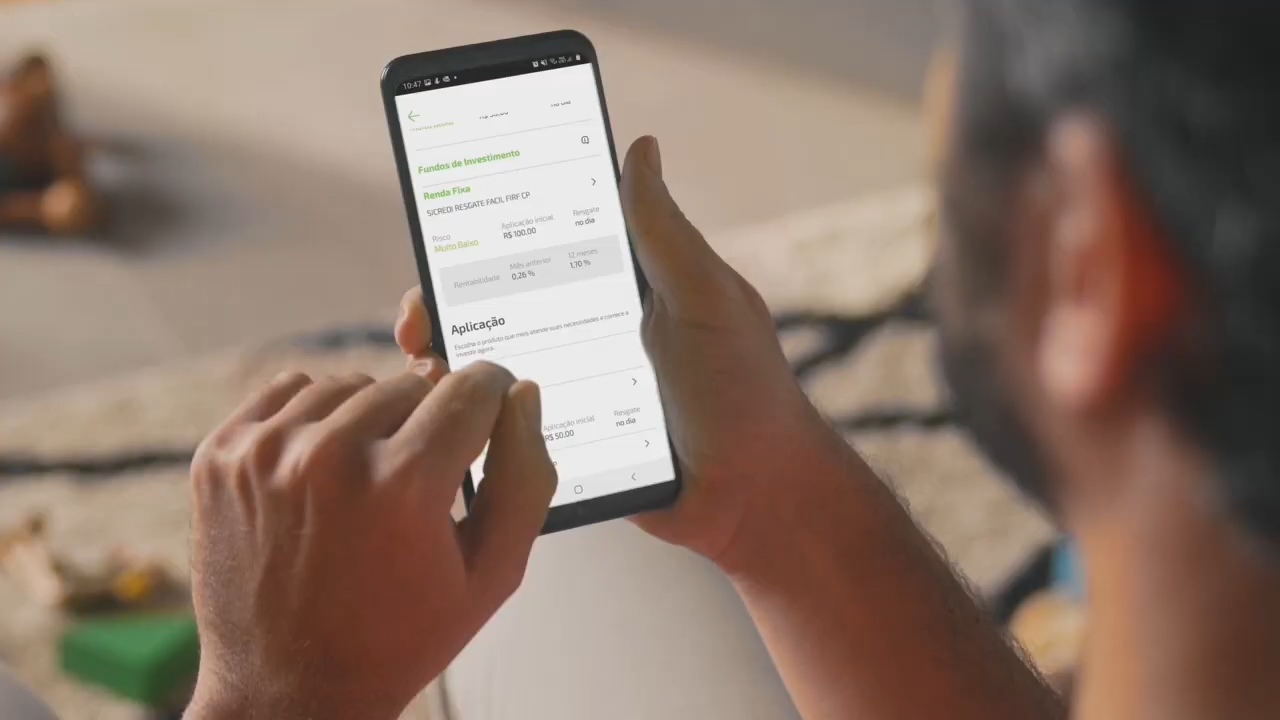 10:47
Fundos de Investimento
Renda Fixa
SICREDI RESGATE FACIL FIRF CP
Risco Aplicação inicial Resgate
Muito Baixo R$ 100,00 no dia
Rentabilidade Mês anterior 12 meses
0,26 % 1,70 %
Aplicação
Escolha o produto que mais atende suas necessidades e comece a
investir agora.
Aplicação inicial Resgate
R$ 50,00 no dia